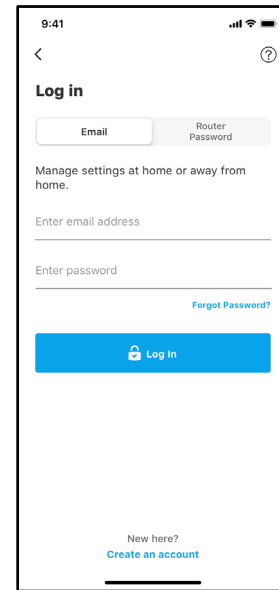 9:41
?
Log in
Email
Router
Password
Manage settings at home or away from
home.
Enter email address
Enter password
Forgot Password?
Log In
New here?
Create an account